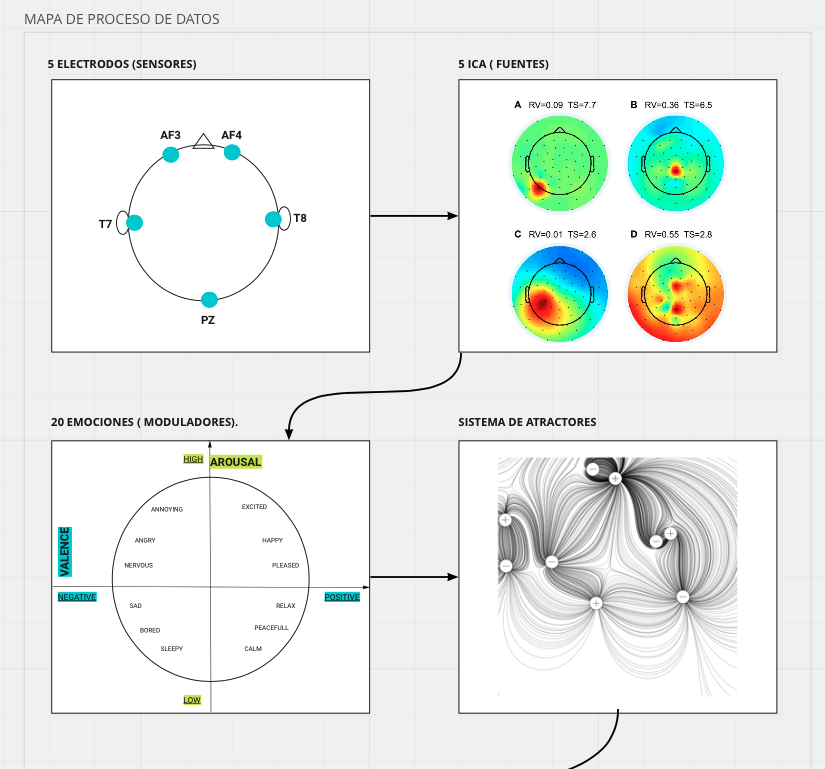 MAPA DE PROCESO DE DATOS
5 ELECTRODOS (SENSORES)
5 ICA ( FUENTES)
AF3 AF4
T7 T8
PZ
A RV=0.09 TS=7.7
B RV=0.36 TS=6.5
C RV=0.01 TS=2.6
D RV=0.55 TS=2.8
20 EMOCIONES ( MODULADORES).
SISTEMA DE ATRACTORES
HIGH AROUSAL
ANNOYING EXCITED
VALENCE
ANGRY HAPPY
NERVOUS PLEASED
NEGATIVE POSITIVE
SAD RELAX
BORED PEACEFULL
SLEEPY CALM
LOW